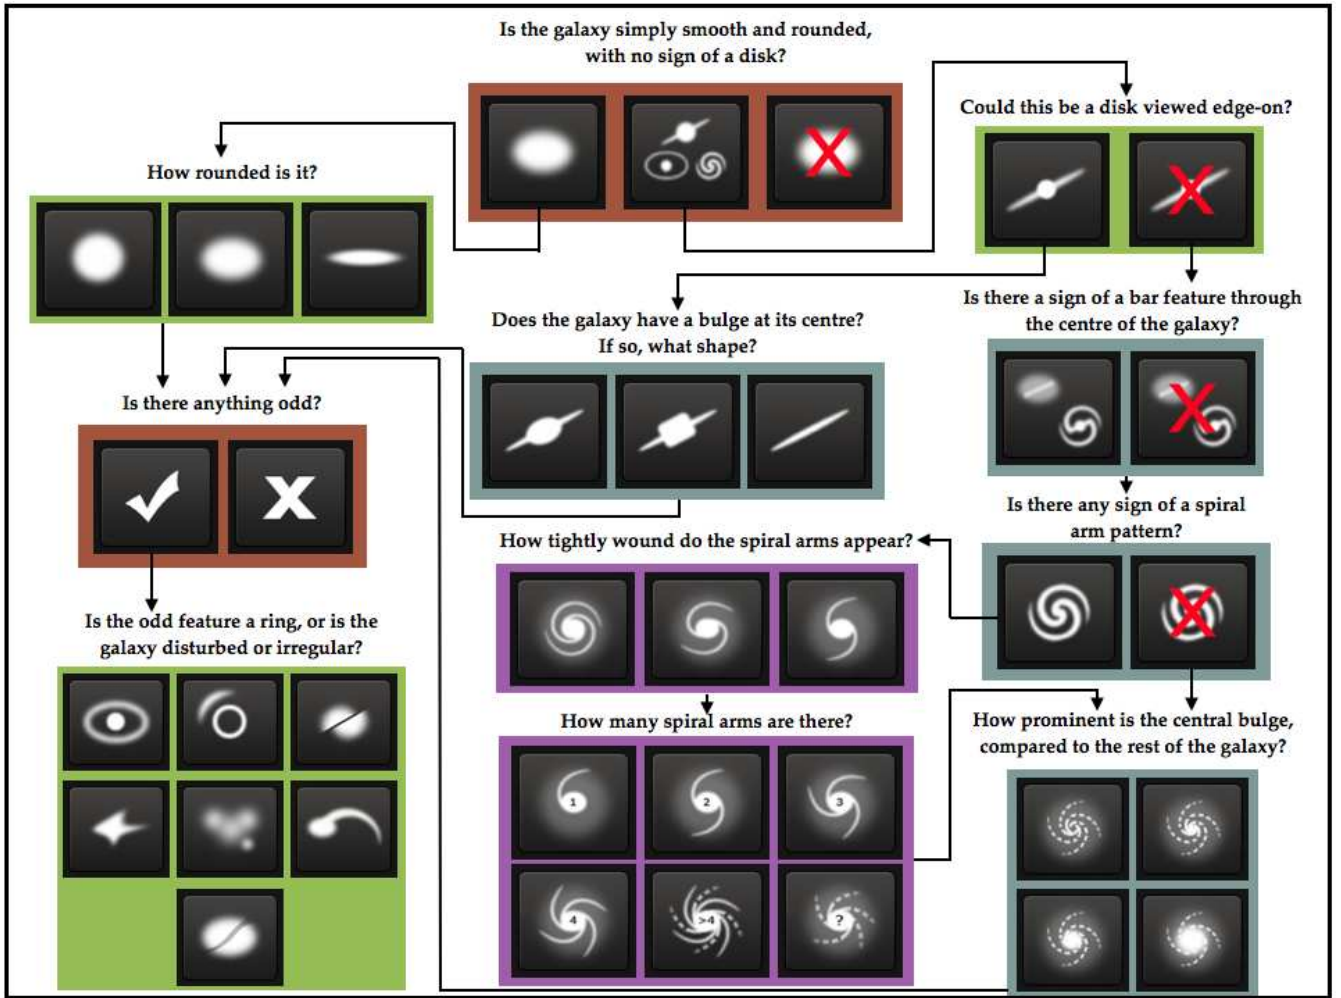 Is the galaxy simply smooth and rounded,
with no sign of a disk?
Could this be a disk viewed edge-on?
How rounded is it?
Is there a sign of a bar feature through
the centre of the galaxy?
Does the galaxy have a bulge at its centre?
If so, what shape?
Is there anything odd?
Is there any sign of a spiral
arm pattern?
How tightly wound do the spiral arms appear?
Is the odd feature a ring, or is the
galaxy disturbed or irregular?
How many spiral arms are there?
1
2
3
4
>4
?
How prominent is the central bulge,
compared to the rest of the galaxy?